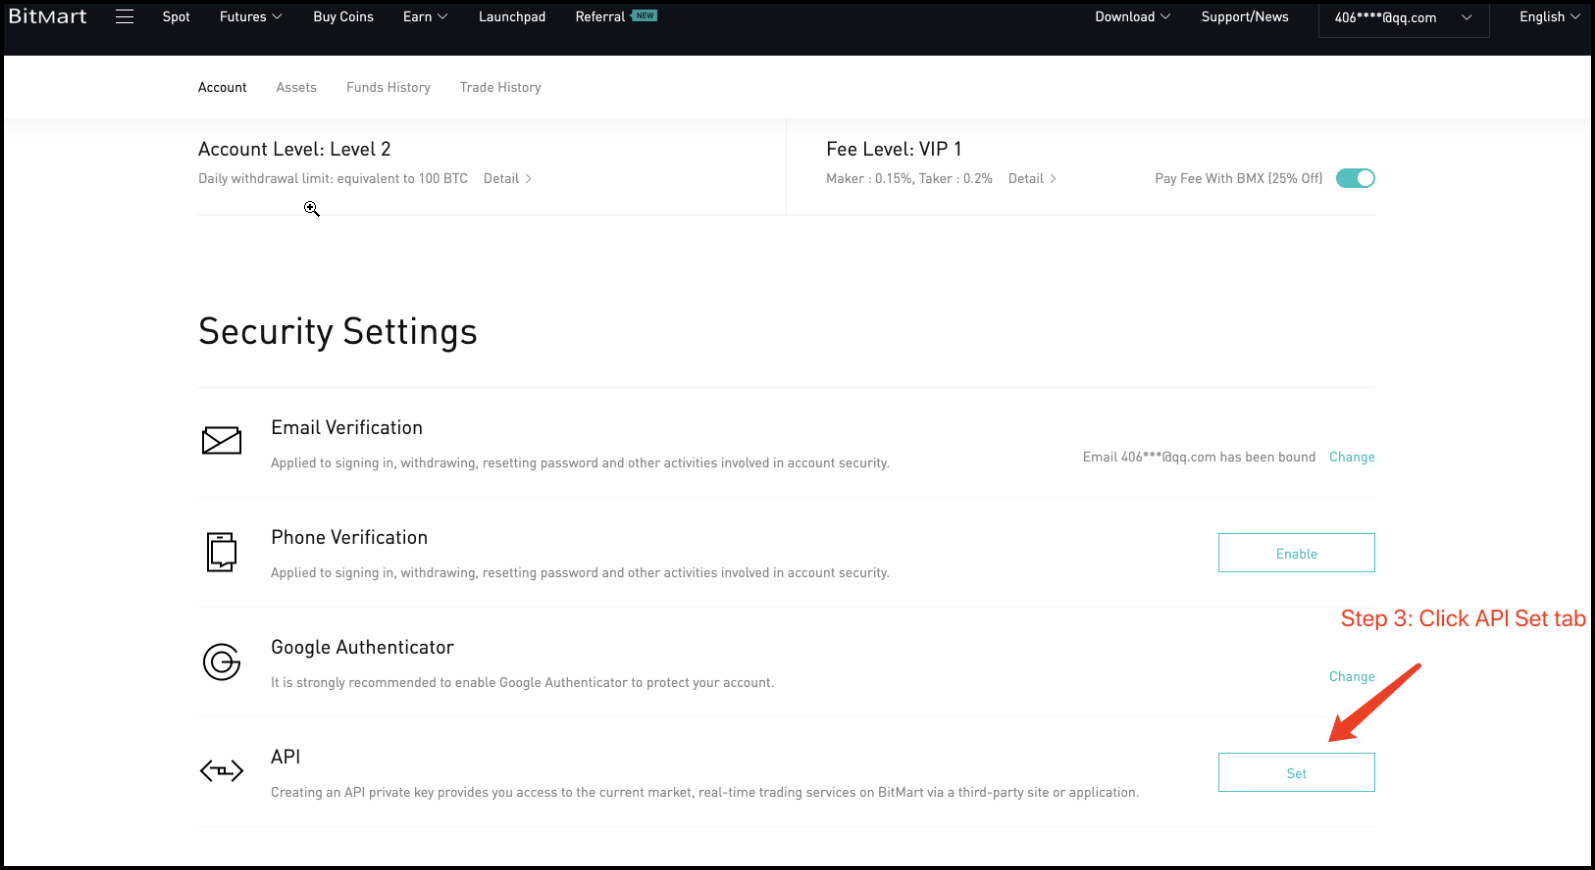 BitMart Spot Futures Buy Coins Earn Launchpad Referral NEW Download Support/News 406****@qq.com English
Account Assets Funds History Trade History
Account Level: Level 2
Daily withdrawal limit: equivalent to 100 BTC Detail >
Fee Level: VIP 1
Maker : 0.15%, Taker : 0.2% Detail > Pay Fee With BMX (25% Off)
Security Settings
Email Verification
Applied to signing in, withdrawing, resetting password and other activities involved in account security.
Email 406***@qq.com has been bound Change
Phone Verification
Applied to signing in, withdrawing, resetting password and other activities involved in account security.
Enable
Step 3: Click API Set tab
Google Authenticator
It is strongly recommended to enable Google Authenticator to protect your account.
Change
API
Creating an API private key provides you access to the current market, real-time trading services on BitMart via a third-party site or application.
Set